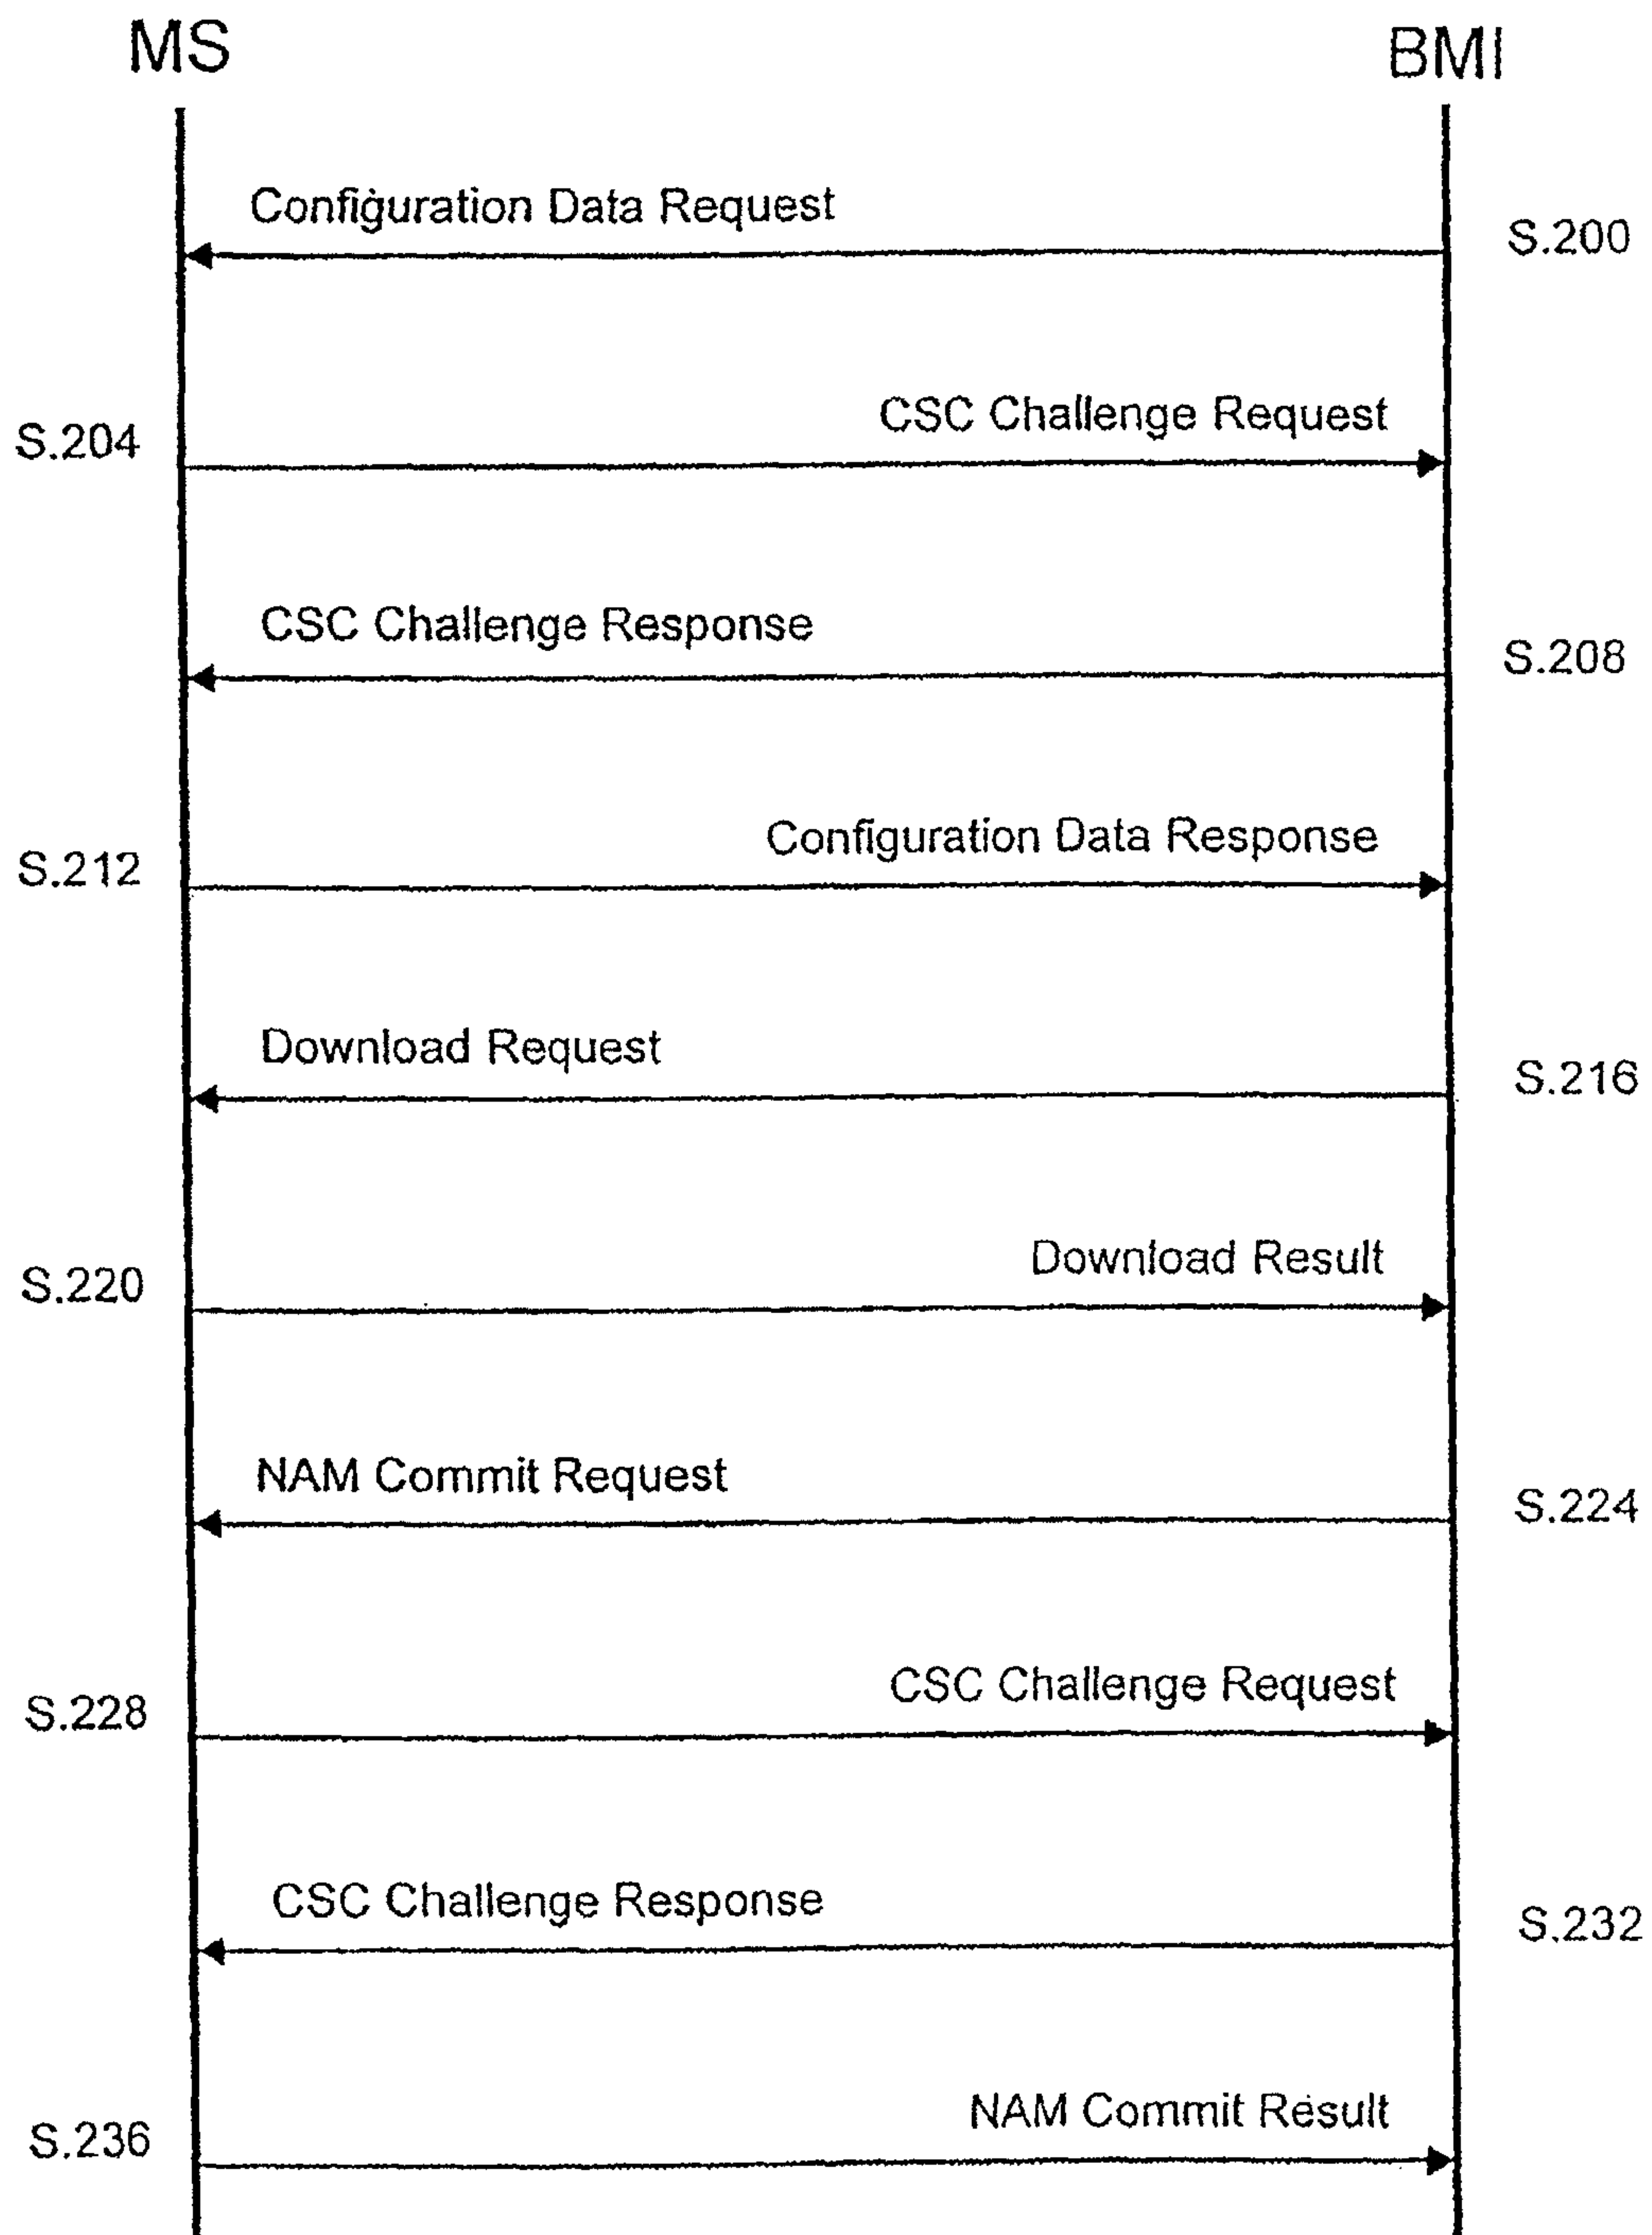 MS BMI
Configuration Data Request
S.200
CSC Challenge Request
S.204
CSC Challenge Response
S.208
Configuration Data Response
S.212
Download Request
S.216
Download Result
S.220
NAM Commit Request
S.224
CSC Challenge Request
S.228
CSC Challenge Response
S.232
NAM Commit Result
S.236